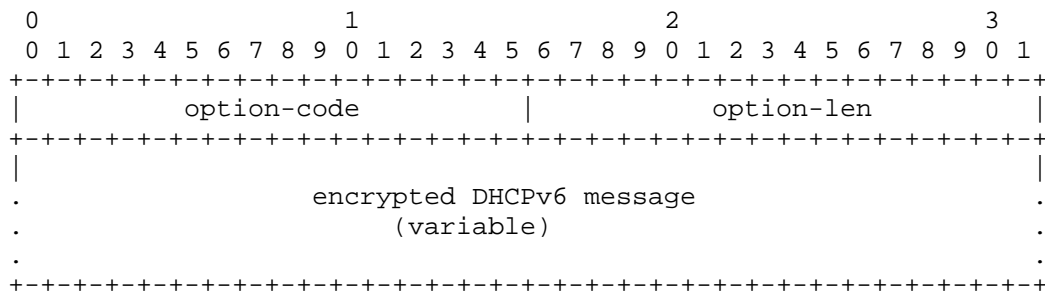 0                   1                   2                   3
 0 1 2 3 4 5 6 7 8 9 0 1 2 3 4 5 6 7 8 9 0 1 2 3 4 5 6 7 8 9 0 1
+-+-+-+-+-+-+-+-+-+-+-+-+-+-+-+-+-+-+-+-+-+-+-+-+-+-+-+-+-+-+-+-+
|          option-code          |           option-len          |
+-+-+-+-+-+-+-+-+-+-+-+-+-+-+-+-+-+-+-+-+-+-+-+-+-+-+-+-+-+-+-+-+
|                                                               |
.                  encrypted DHCPv6 message                     .
.                       (variable)                              .
.                                                               .
+-+-+-+-+-+-+-+-+-+-+-+-+-+-+-+-+-+-+-+-+-+-+-+-+-+-+-+-+-+-+-+-+